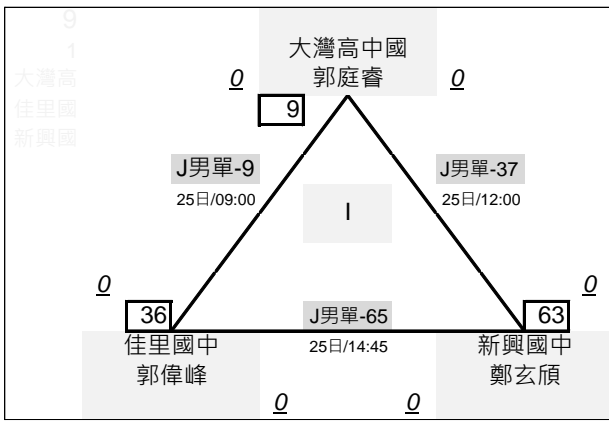 9
1
大灣高
佳里國
新興國
大灣高中國
郭庭睿
0
0
9
J男單-9
25日/09:00
J男單-37
25日/12:00
I
0
0
36
63
J男單-65
25日/14:45
佳里國中
郭偉峰
新興國中
鄭玄頎
0
0